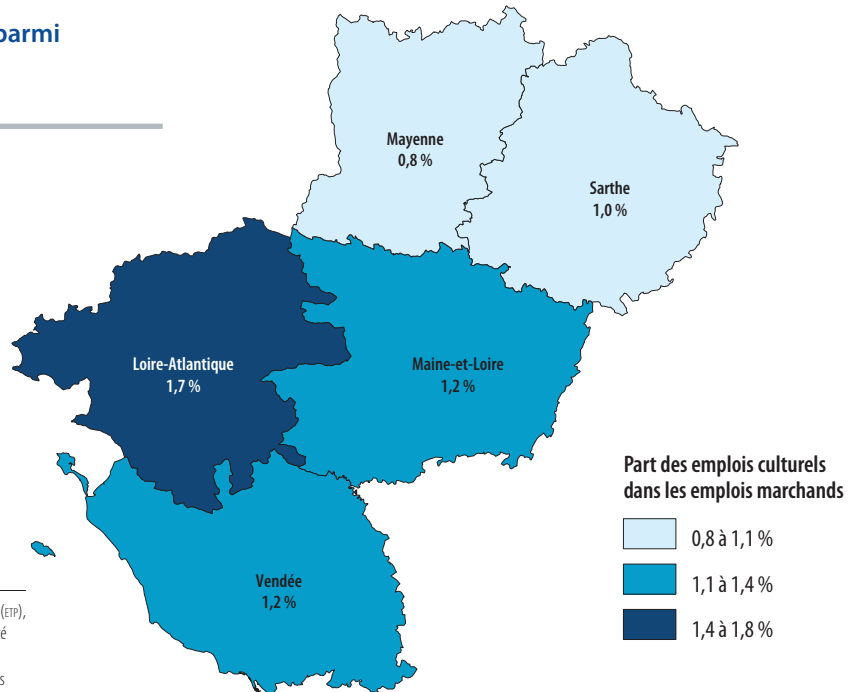 parmi
Mayenne
0,8 %
Sarthe
1,0 %
Loire-Atlantique
1,7 %
Maine-et-Loire
1,2 %
Vendée
1,2 %
Part des emplois culturels
dans les emplois marchands
0,8 à 1,1 %
1,1 à 1,4 %
1,4 à 1,8 %
(ETP),